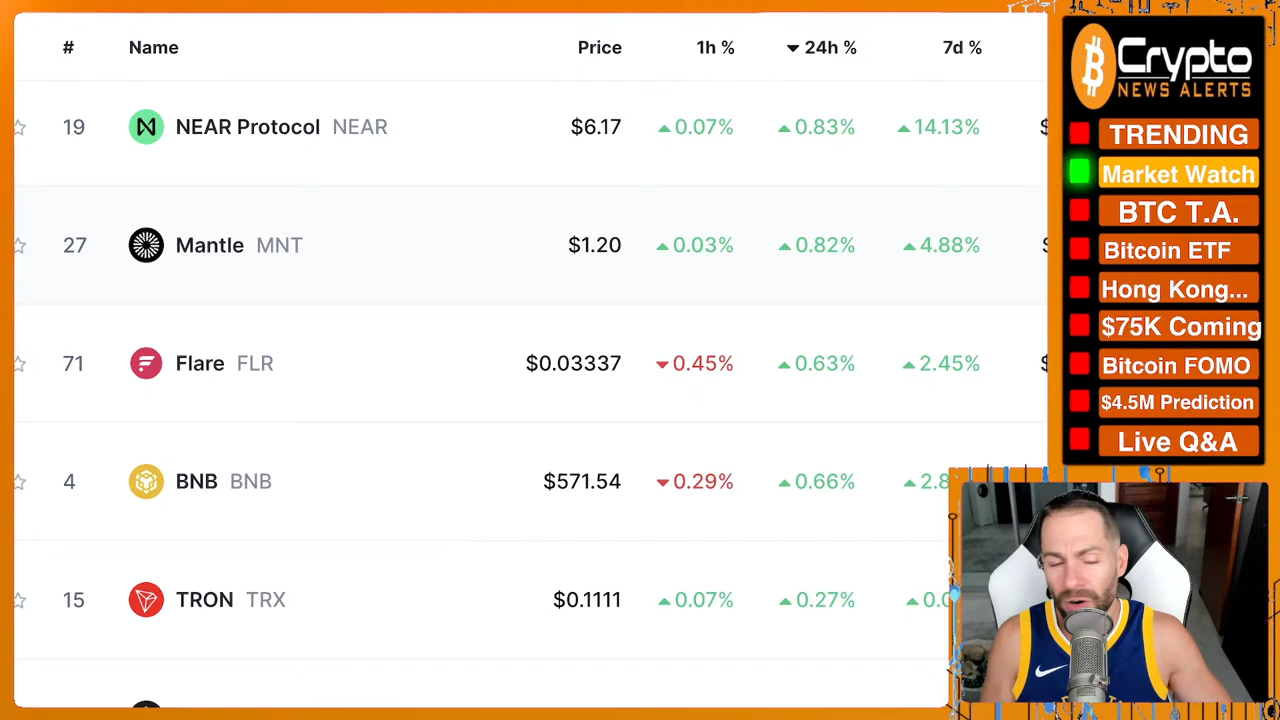 # Name Price 1h % 24h % 7d %
19 NEAR Protocol NEAR $6.17 0.07% 0.83% 14.13%
27 Mantle MNT $1.20 0.03% 0.82% 4.88%
71 Flare FLR $0.03337 0.45% 0.63% 2.45%
4 BNB BNB $571.54 0.29% 0.66% 2.8
15 TRON TRX $0.1111 0.07% 0.27% 0.0
Crypto
NEWS ALERTS
TRENDING
Market Watch
BTC T.A.
Bitcoin ETF
Hong Kong...
$75K Coming
Bitcoin FOMO
$4.5M Prediction
Live Q&A